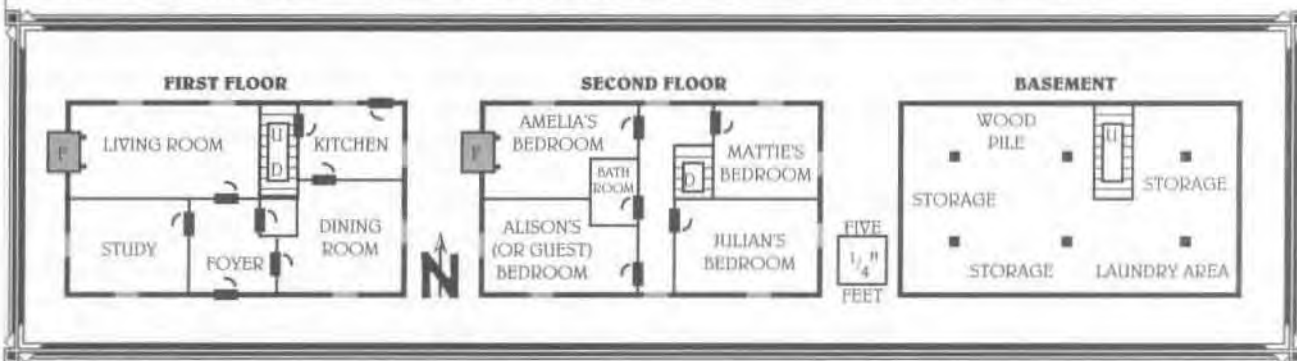 FIRST FLOOR
F
LIVING ROOM
U
D
KITCHEN
STUDY
FOYER
DINING
ROOM
N
SECOND FLOOR
F
AMELIA'S
BEDROOM
BATH
ROOM
D
MATTIE'S
BEDROOM
ALISON'S
(OR GUEST)
BEDROOM
JULIAN'S
BEDROOM
FIVE
1/4"
FEET
BASEMENT
WOOD
PILE
U
STORAGE
STORAGE
STORAGE
LAUNDRY AREA